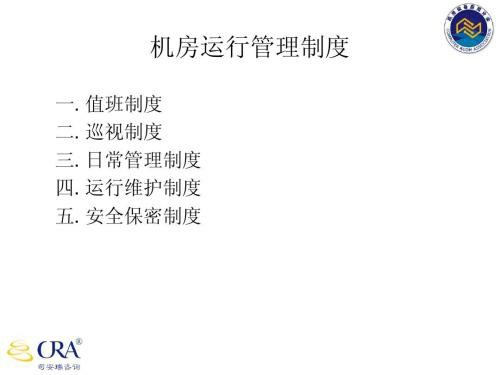 机房运行管理制度
一. 值班制度
二. 巡视制度
三. 日常管理制度
四. 运行维护制度
五. 安全保密制度
CRA®